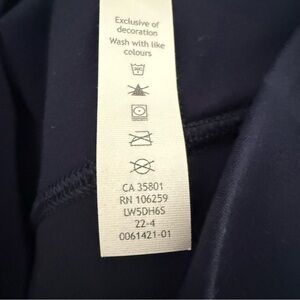 Exclusive of
decoration
Wash with like
colours
CA 35801
RN 106259
LW5DH6S
22-4
0061421-01